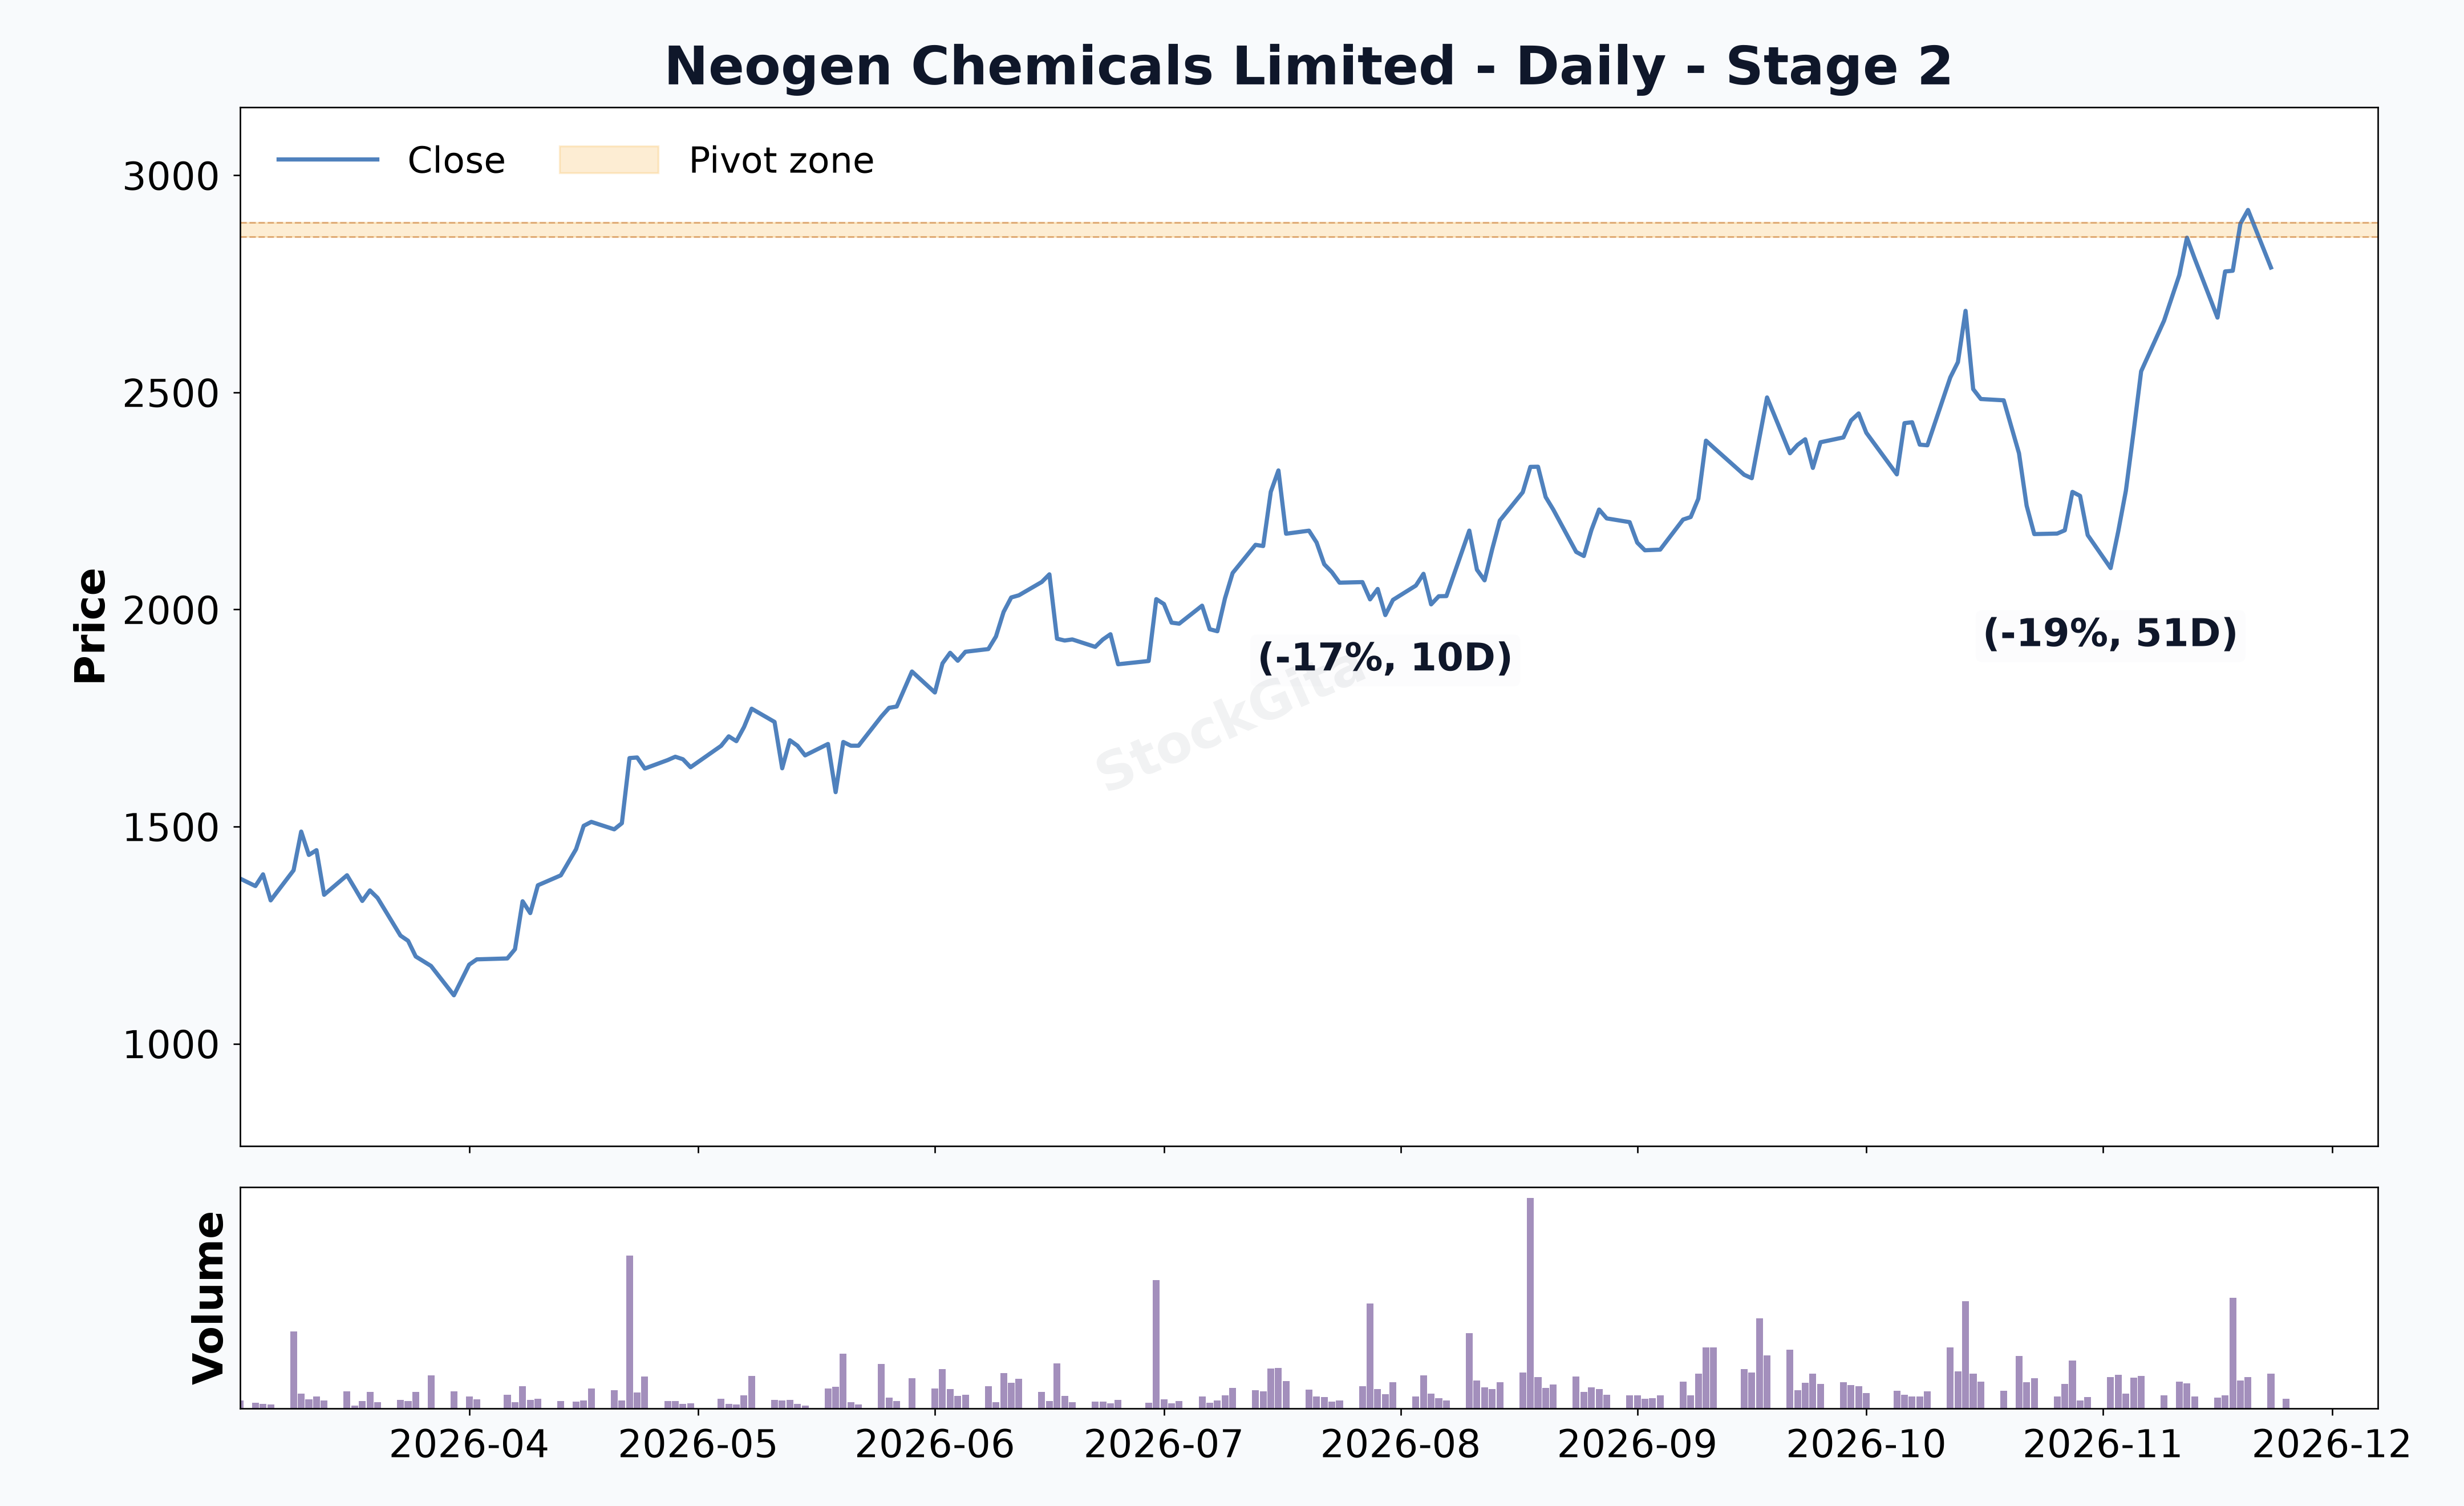 Neogen Chemicals Limited - Daily - Stage 2
Close
Pivot zone
Price
3000
2500
2000
1500
1000
(-17%, 10D)
(-19%, 51D)
StockGita
Volume
2026-04 2026-05 2026-06 2026-07 2026-08 2026-09 2026-10 2026-11 2026-12